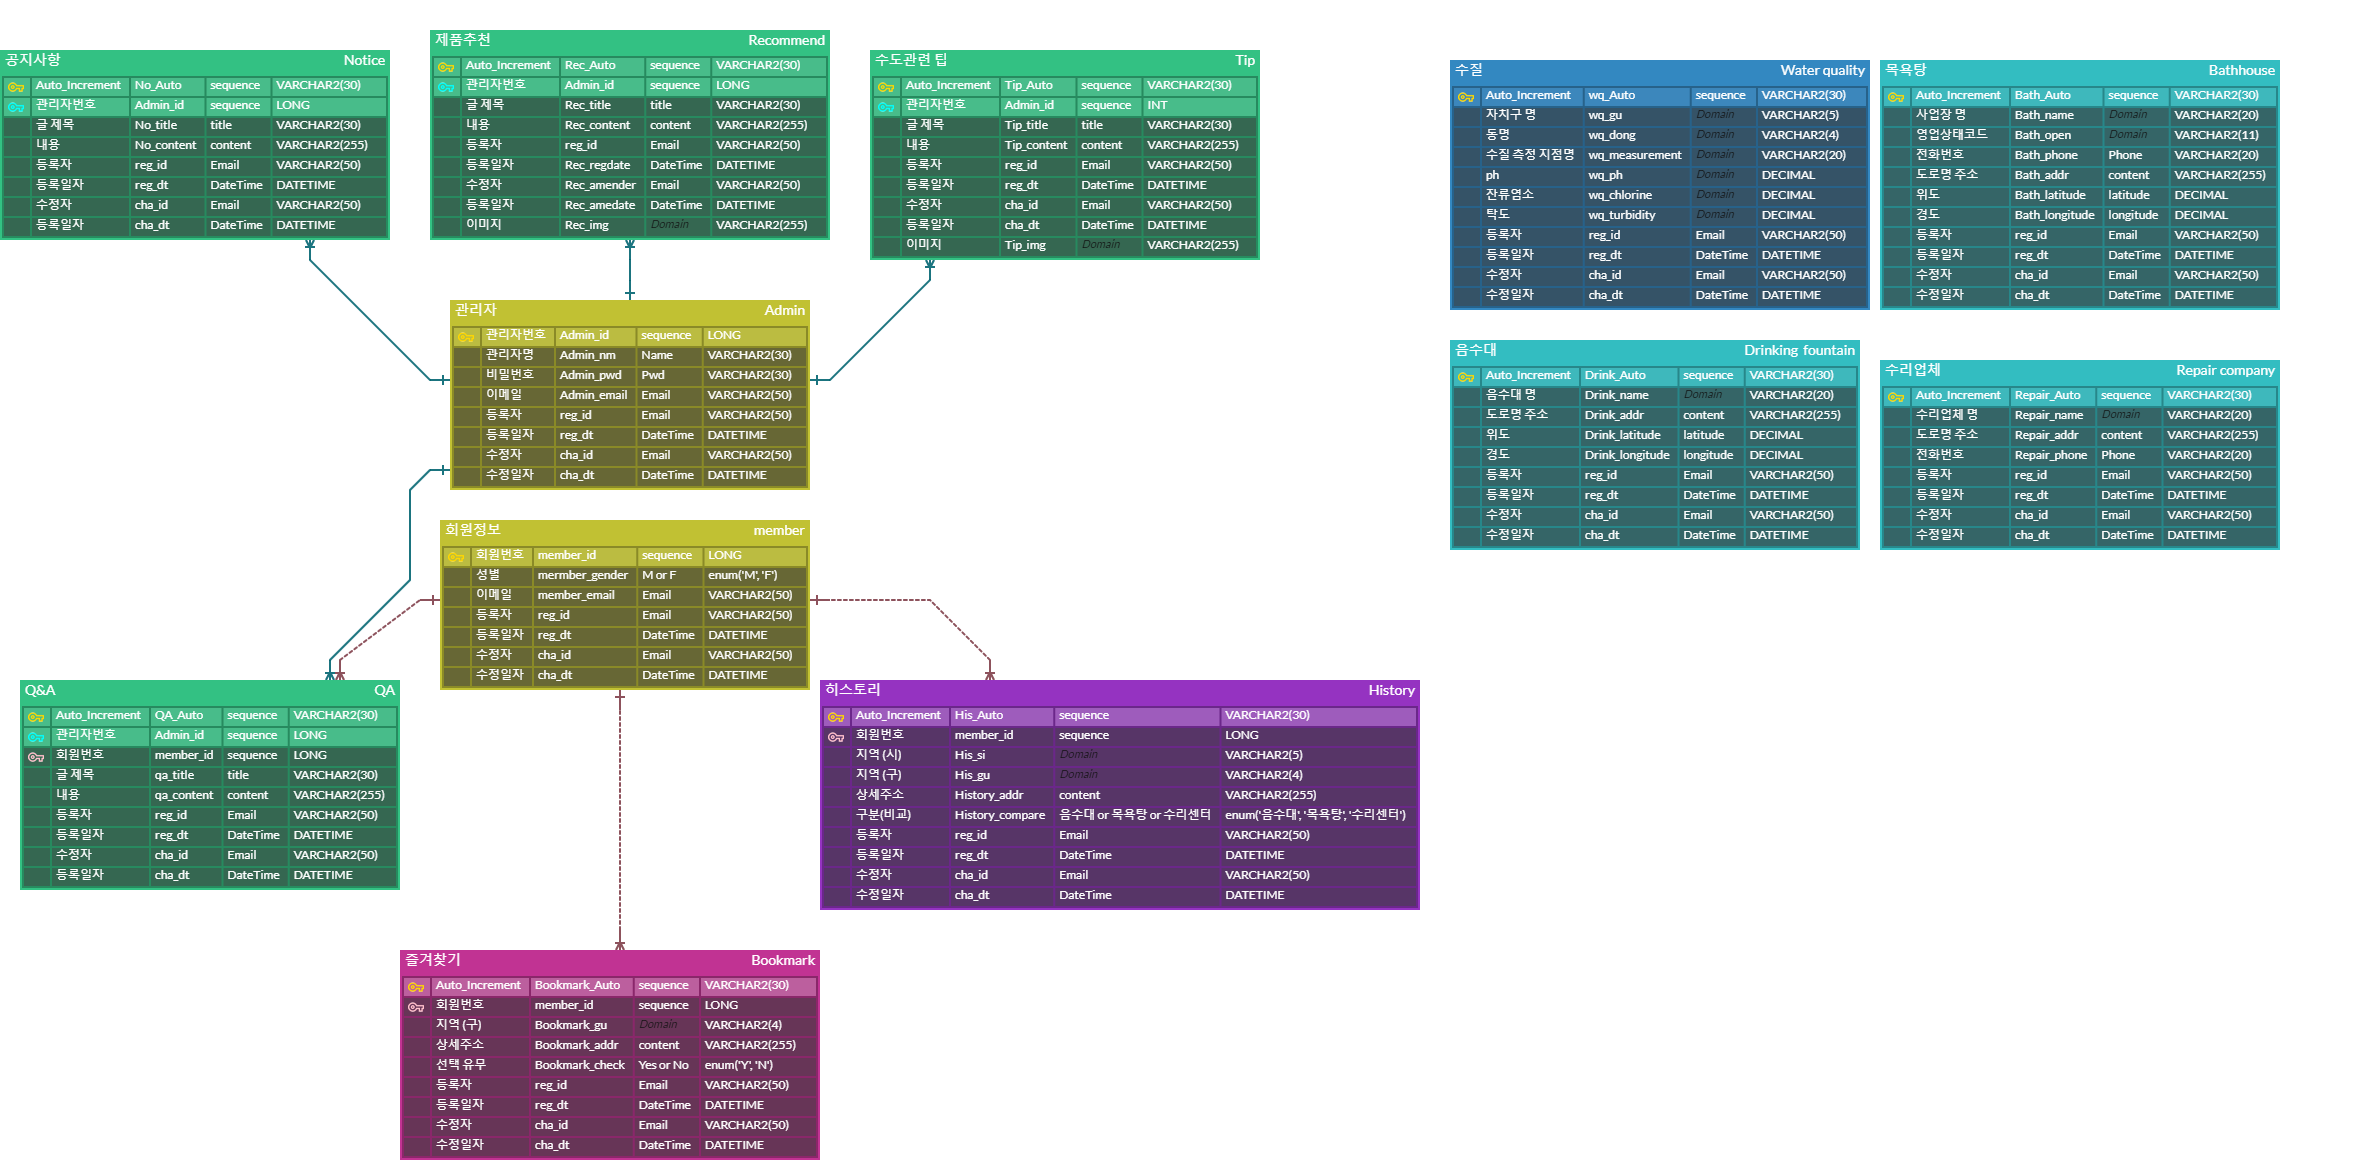 공지사항 Notice
Auto_Increment No_Auto sequence VARCHAR2(30)
관리자번호 Admin_id sequence LONG
글 제목 No_title title VARCHAR2(30)
내용 No_content content VARCHAR2(255)
등록자 reg_id Email VARCHAR2(50)
등록일자 reg_dt DateTime DATETIME
수정자 cha_id Email VARCHAR2(50)
등록일자 cha_dt DateTime DATETIME
제품추천 Recommend
Auto_Increment Rec_Auto sequence VARCHAR2(30)
관리자번호 Admin_id sequence LONG
글 제목 Rec_title title VARCHAR2(30)
내용 Rec_content content VARCHAR2(255)
등록자 reg_id Email VARCHAR2(50)
등록일자 Rec_regdate DateTime DATETIME
수정자 Rec_amender Email VARCHAR2(50)
등록일자 Rec_amedate DateTime DATETIME
이미지 Rec_img Domain VARCHAR2(255)
수도관련 팁 Tip
Auto_Increment Tip_Auto sequence VARCHAR2(30)
관리자번호 Admin_id sequence INT
글 제목 Tip_title title VARCHAR2(30)
내용 Tip_content content VARCHAR2(255)
등록자 reg_id Email VARCHAR2(50)
등록일자 reg_dt DateTime DATETIME
수정자 cha_id Email VARCHAR2(50)
등록일자 cha_dt DateTime DATETIME
이미지 Tip_img Domain VARCHAR2(255)
수질 Water quality
Auto_Increment wq_Auto sequence VARCHAR2(30)
자치구 명 wq_gu Domain VARCHAR2(5)
동명 wq_dong Domain VARCHAR2(4)
수질 측정 지점명 wq_measurement Domain VARCHAR2(20)
ph wq_ph Domain DECIMAL
잔류염소 wq_chlorine Domain DECIMAL
탁도 wq_turbidity Domain DECIMAL
등록자 reg_id Email VARCHAR2(50)
등록일자 reg_dt DateTime DATETIME
수정자 cha_id Email VARCHAR2(50)
수정일자 cha_dt DateTime DATETIME
목욕탕 Bathhouse
Auto_Increment Bath_Auto sequence VARCHAR2(30)
사업장 명 Bath_name Domain VARCHAR2(20)
영업상태코드 Bath_open Domain VARCHAR2(11)
전화번호 Bath_phone Phone VARCHAR2(20)
도로명 주소 Bath_addr content VARCHAR2(255)
위도 Bath_latitude latitude DECIMAL
경도 Bath_longitude longitude DECIMAL
등록자 reg_id Email VARCHAR2(50)
등록일자 reg_dt DateTime DATETIME
수정자 cha_id Email VARCHAR2(50)
수정일자 cha_dt DateTime DATETIME
관리자 Admin
관리자번호 Admin_id sequence LONG
관리자명 Admin_nm Name VARCHAR2(30)
비밀번호 Admin_pwd Pwd VARCHAR2(30)
이메일 Admin_email Email VARCHAR2(50)
등록자 reg_id Email VARCHAR2(50)
등록일자 reg_dt DateTime DATETIME
수정자 cha_id Email VARCHAR2(50)
수정일자 cha_dt DateTime DATETIME
음수대 Drinking fountain
Auto_Increment Drink_Auto sequence VARCHAR2(30)
음수대 명 Drink_name Domain VARCHAR2(20)
도로명 주소 Drink_addr content VARCHAR2(255)
위도 Drink_latitude latitude DECIMAL
경도 Drink_longitude longitude DECIMAL
등록자 reg_id Email VARCHAR2(50)
등록일자 reg_dt DateTime DATETIME
수정자 cha_id Email VARCHAR2(50)
수정일자 cha_dt DateTime DATETIME
수리업체 Repair company
Auto_Increment Repair_Auto sequence VARCHAR2(30)
수리업체 명 Repair_name Domain VARCHAR2(20)
도로명 주소 Repair_addr content VARCHAR2(255)
전화번호 Repair_phone Phone VARCHAR2(20)
등록자 reg_id Email VARCHAR2(50)
등록일자 reg_dt DateTime DATETIME
수정자 cha_id Email VARCHAR2(50)
수정일자 cha_dt DateTime DATETIME
회원정보 member
회원번호 member_id sequence LONG
성별 mermber_gender M or F enum('M', 'F')
이메일 member_email Email VARCHAR2(50)
등록자 reg_id Email VARCHAR2(50)
등록일자 reg_dt DateTime DATETIME
수정자 cha_id Email VARCHAR2(50)
수정일자 cha_dt DateTime DATETIME
Q&A QA
Auto_Increment QA_Auto sequence VARCHAR2(30)
관리자번호 Admin_id sequence LONG
회원번호 member_id sequence LONG
글 제목 qa_title title VARCHAR2(30)
내용 qa_content content VARCHAR2(255)
등록자 reg_id Email VARCHAR2(50)
등록일자 reg_dt DateTime DATETIME
수정자 cha_id Email VARCHAR2(50)
등록일자 cha_dt DateTime DATETIME
히스토리 History
Auto_Increment His_Auto sequence VARCHAR2(30)
회원번호 member_id sequence LONG
지역 (시) His_si Domain VARCHAR2(5)
지역 (구) His_gu Domain VARCHAR2(4)
상세주소 History_addr content VARCHAR2(255)
구분(비교) History_compare 음수대 or 목욕탕 or 수리센터 enum('음수대', '목욕탕', '수리센터')
등록자 reg_id Email VARCHAR2(50)
등록일자 reg_dt DateTime DATETIME
수정자 cha_id Email VARCHAR2(50)
수정일자 cha_dt DateTime DATETIME
즐겨찾기 Bookmark
Auto_Increment Bookmark_Auto sequence VARCHAR2(30)
회원번호 member_id sequence LONG
지역 (구) Bookmark_gu Domain VARCHAR2(4)
상세주소 Bookmark_addr content VARCHAR2(255)
선택 유무 Bookmark_check Yes or No enum('Y', 'N')
등록자 reg_id Email VARCHAR2(50)
등록일자 reg_dt DateTime DATETIME
수정자 cha_id Email VARCHAR2(50)
수정일자 cha_dt DateTime DATETIME